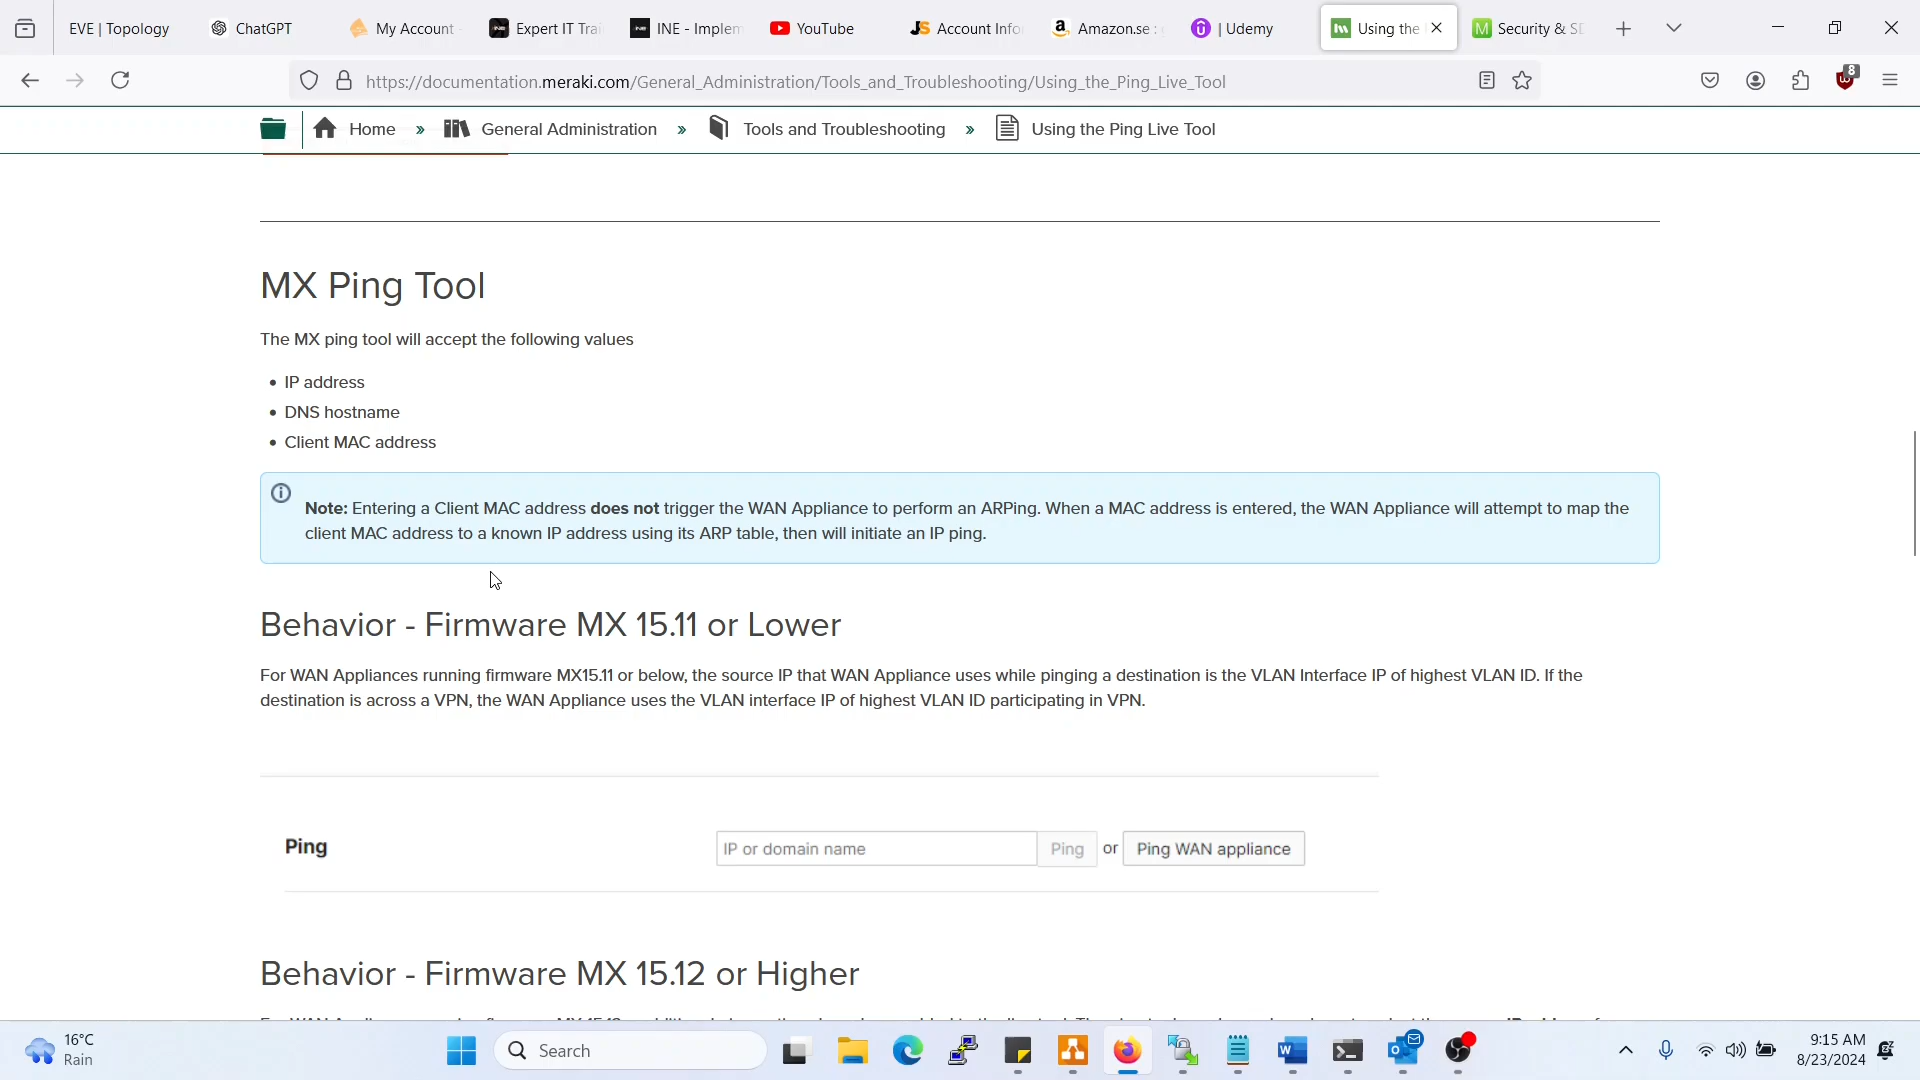 EVE | Topology
ChatGPT
My Account
Expert IT Trai
INE - Implem
YouTube
Account Info
Amazon.se :
| Udemy
Using the
Security & SD
https://documentation.meraki.com/General_Administration/Tools_and_Troubleshooting/Using_the_Ping_Live_Tool
8
Home » General Administration » Tools and Troubleshooting » Using the Ping Live Tool
MX Ping Tool
The MX ping tool will accept the following values
• IP address
• DNS hostname
• Client MAC address
Note: Entering a Client MAC address does not trigger the WAN Appliance to perform an ARPing. When a MAC address is entered, the WAN Appliance will attempt to map the
client MAC address to a known IP address using its ARP table, then will initiate an IP ping.
Behavior - Firmware MX 15.11 or Lower
For WAN Appliances running firmware MX15.11 or below, the source IP that WAN Appliance uses while pinging a destination is the VLAN Interface IP of highest VLAN ID. If the
destination is across a VPN, the WAN Appliance uses the VLAN interface IP of highest VLAN ID participating in VPN.
Ping
IP or domain name
Ping
or
Ping WAN appliance
Behavior - Firmware MX 15.12 or Higher
16°C
Rain
Search
9:15 AM
8/23/2024